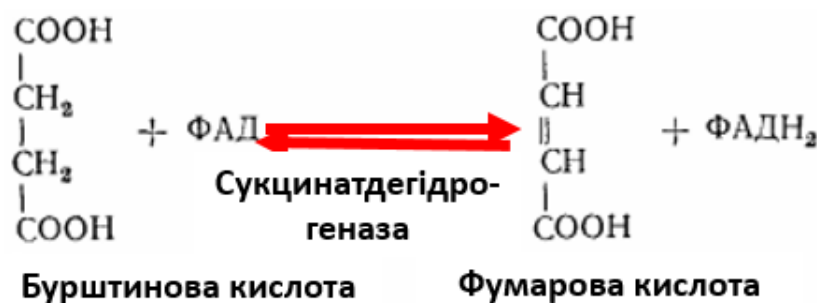 COOH COOH
CH₂ CH
+ ФАД + ФАДН₂
CH₂ CH
COOH COOH
Сукцинатдегідро-
геназа
Бурштинова кислота Фумарова кислота